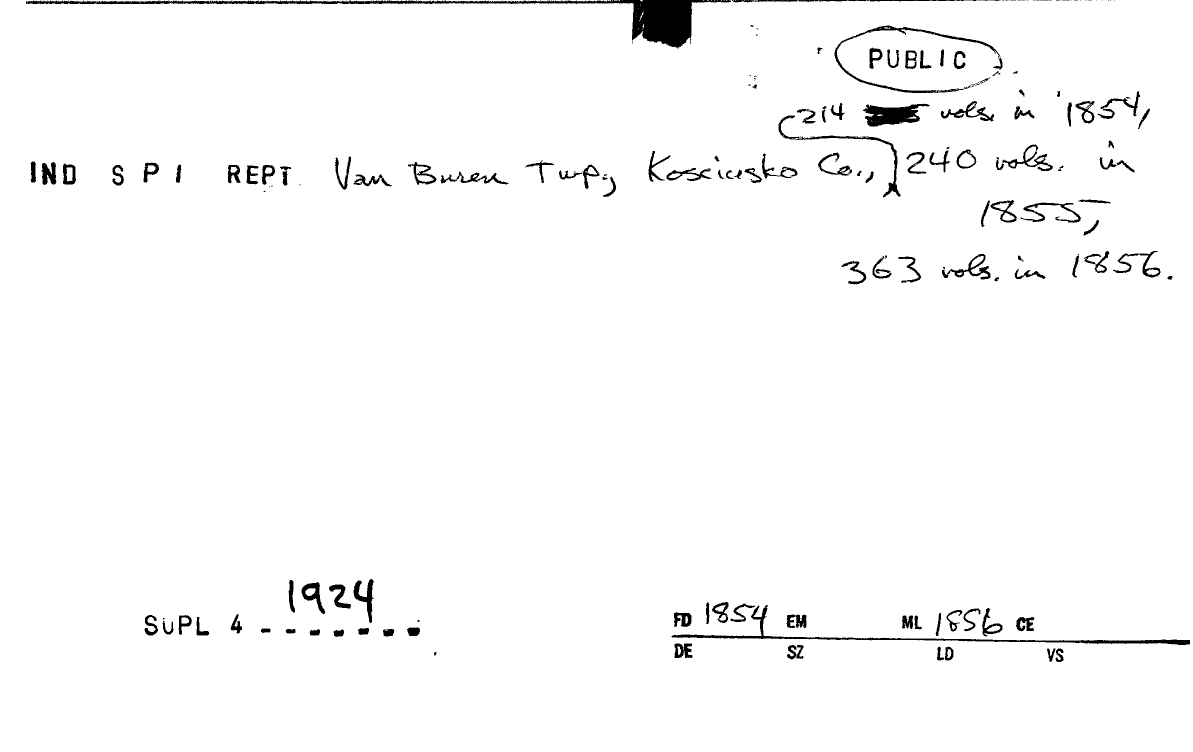 PUBLIC
214 vols. in 1854,
IND S P I REPT. Van Buren Twp., Kosciusko Co., 240 vols. in
1855,
363 vols. in 1856.
1924
SUPL 4 - - - - - - -
FD 1854 EM ML 1856 CE
DE SZ LD VS